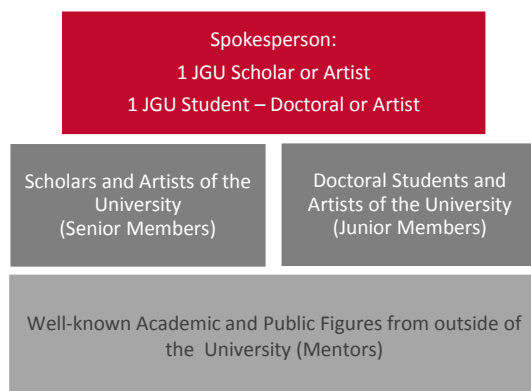 Spokesperson:
1 JGU Scholar or Artist
1 JGU Student – Doctoral or Artist
Scholars and Artists of the
University
(Senior Members)
Doctoral Students and
Artists of the University
(Junior Members)
Well-known Academic and Public Figures from outside of
the University (Mentors)